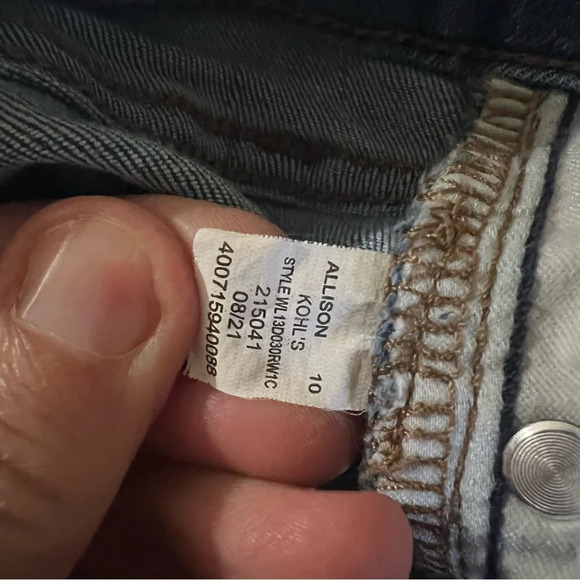 ALLISON 10
KOHL'S
STYLE WL13D030RW1C
215041
08/21
400715940088